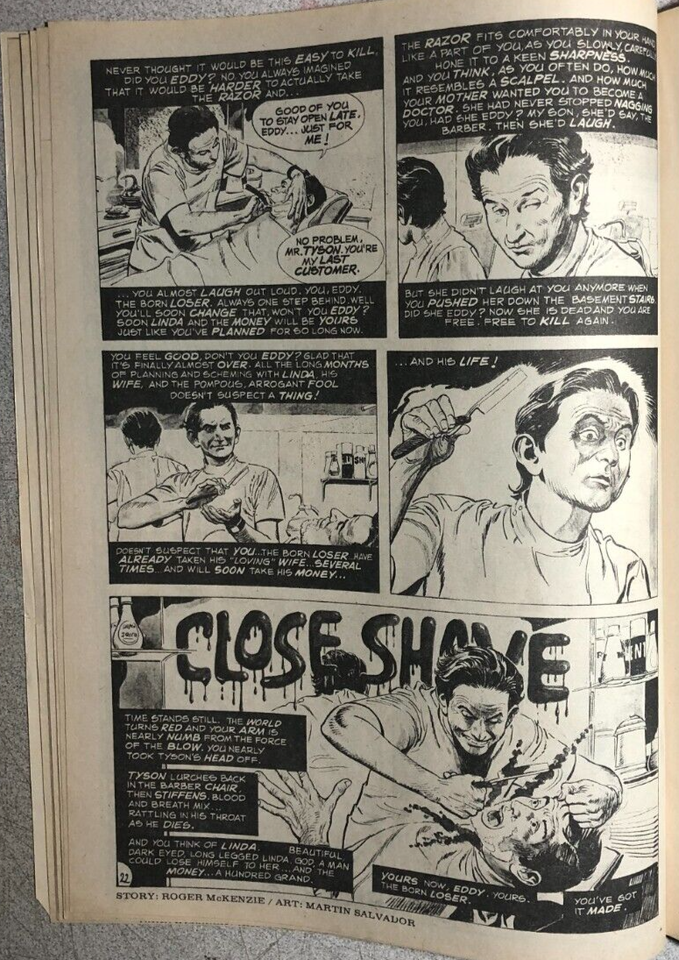 NEVER THOUGHT IT WOULD BE THIS EASY TO KILL,
DID YOU EDDY? NO. YOU ALWAYS IMAGINED
THAT IT WOULD BE HARDER TO ACTUALLY TAKE
THE RAZOR AND...
GOOD OF YOU
TO STAY OPEN LATE,
EDDY... JUST FOR
ME!
NO PROBLEM,
MR. TYSON. YOU'RE
MY LAST
CUSTOMER.
...YOU ALMOST LAUGH OUT LOUD. YOU, EDDY,
THE BORN LOSER. ALWAYS ONE STEP BEHIND. WELL
YOU'LL SOON CHANGE THAT, WON'T YOU EDDY?
SOON LINDA AND THE MONEY WILL BE YOURS
JUST LIKE YOU'VE PLANNED FOR SO LONG NOW.
THE RAZOR FITS COMFORTABLY IN YOUR HAND
LIKE A PART OF YOU, AS YOU SLOWLY, CAREFULLY
HONE IT TO A KEEN SHARPNESS.
AND YOU THINK, AS YOU OFTEN DO, HOW MUCH
IT RESEMBLES A SCALPEL. AND HOW MUCH
YOUR MOTHER WANTED YOU TO BECOME A
DOCTOR. SHE HAD NEVER STOPPED NAGGING
YOU, HAD SHE EDDY? MY SON, SHE'D SAY, THE
BARBER. THEN SHE'D LAUGH.
BUT SHE DIDN'T LAUGH AT YOU ANYMORE WHEN
YOU PUSHED HER DOWN THE BASEMENT STAIRS
DID SHE EDDY? NOW SHE IS DEAD AND YOU ARE
FREE. FREE TO KILL AGAIN.
YOU FEEL GOOD, DON'T YOU EDDY? GLAD THAT
IT'S FINALLY ALMOST OVER. ALL THE LONG MONTHS
OF PLANNING AND SCHEMING WITH LINDA, HIS
WIFE, AND THE POMPOUS, ARROGANT FOOL
DOESN'T SUSPECT A THING!
DOESN'T SUSPECT THAT YOU...THE BORN LOSER...HAVE
ALREADY TAKEN HIS "LOVING" WIFE...SEVERAL
TIMES...AND WILL SOON TAKE HIS MONEY...
...AND HIS LIFE!
CLOSE SHAVE
TIME STANDS STILL. THE WORLD
TURNS RED AND YOUR ARM IS
NEARLY NUMB FROM THE FORCE
OF THE BLOW. YOU NEARLY
TOOK TYSON'S HEAD OFF.
TYSON LURCHES BACK
IN THE BARBER CHAIR,
THEN STIFFENS. BLOOD
AND BREATH MIX...
RATTLING IN HIS THROAT
AS HE DIES.
AND YOU THINK OF LINDA. BEAUTIFUL,
DARK EYED, LONG LEGGED LINDA. GOD, A MAN
COULD LOSE HIMSELF TO HER...AND THE
MONEY...A HUNDRED GRAND.
YOURS NOW, EDDY. YOURS.
THE BORN LOSER.
YOU'VE GOT
IT MADE.
22
STORY: ROGER McKENZIE / ART: MARTIN SALVADOR